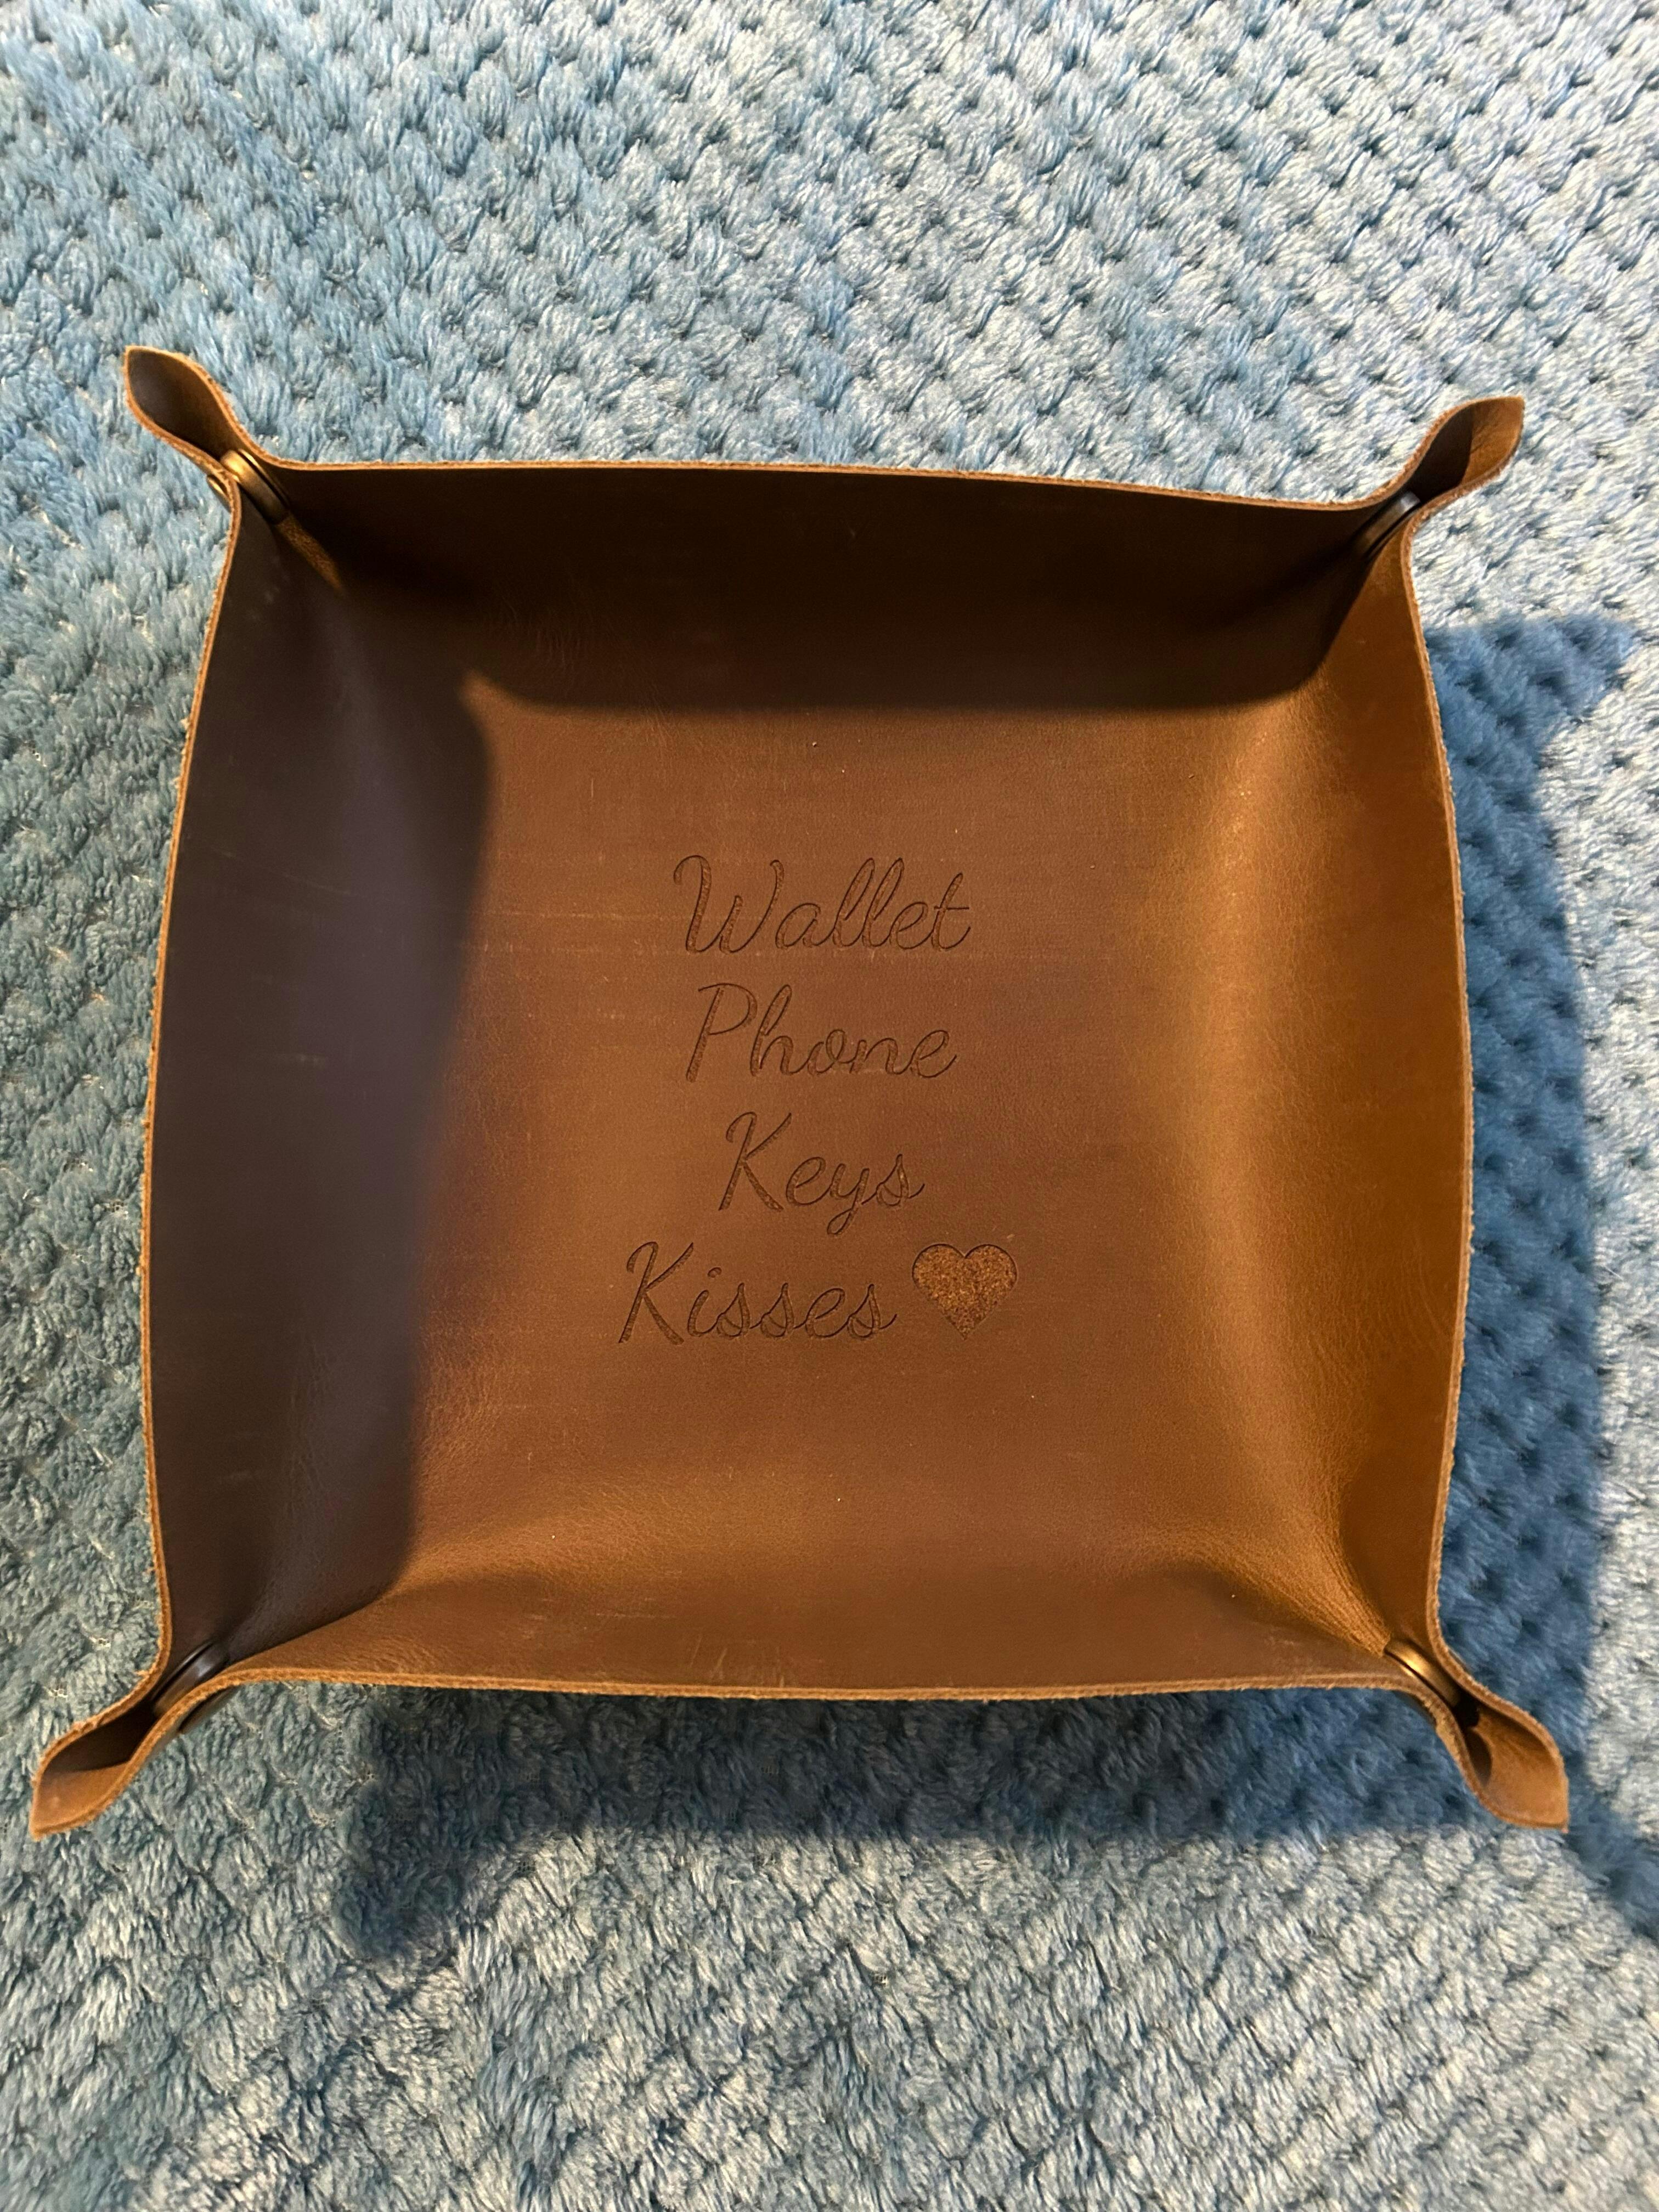 Wallet
Phone
Keys
Kisses ♥